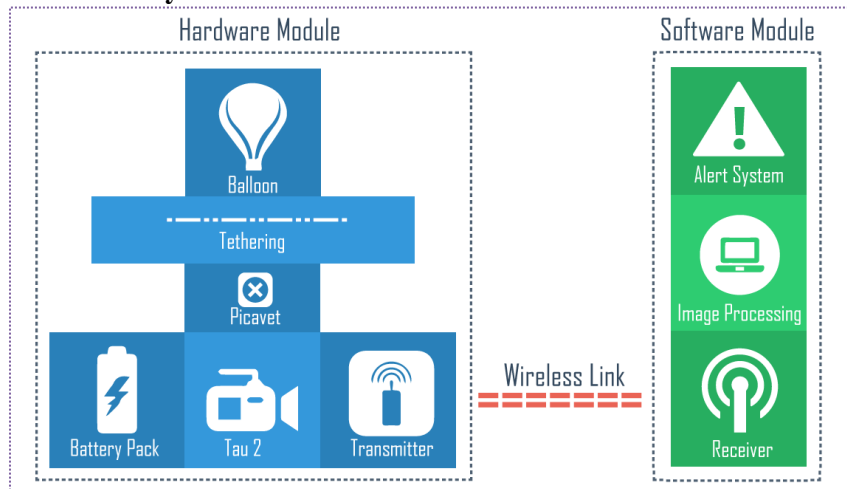 Hardware Module
Software Module
Balloon
Tethering
Picavet
Battery Pack
Tau 2
Transmitter
Wireless Link
Alert System
Image Processing
Receiver